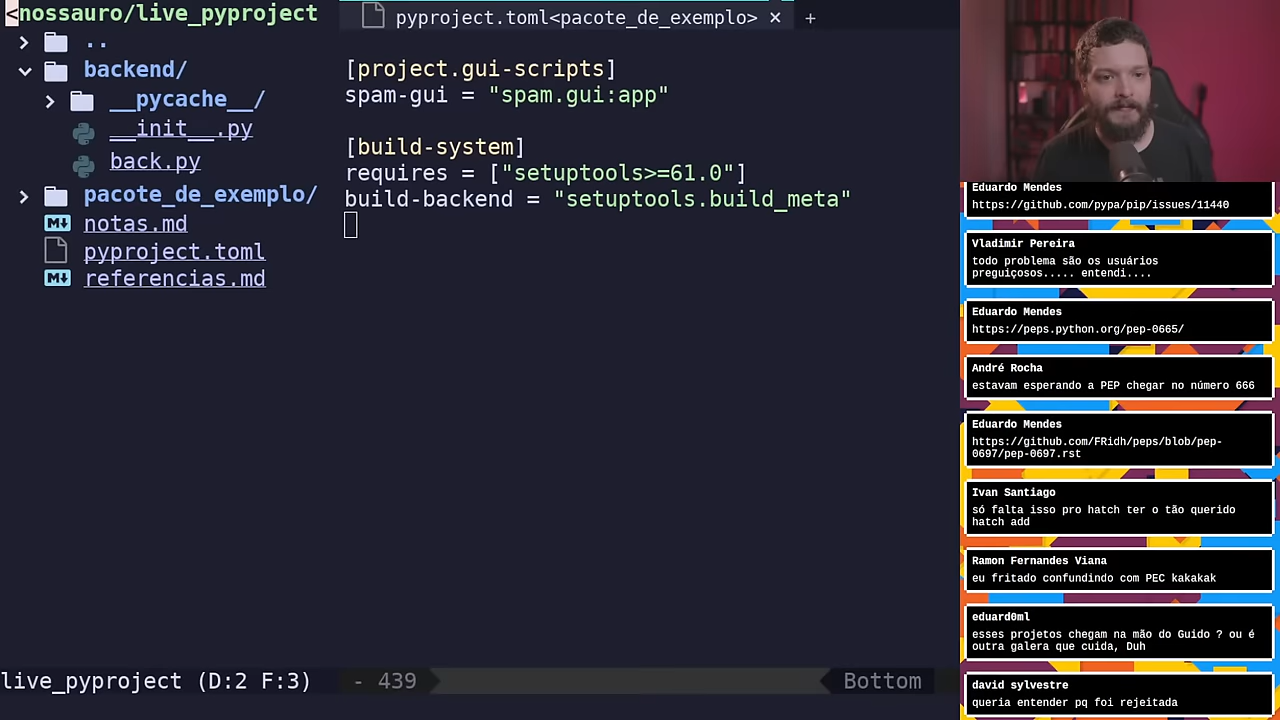 <nossauro/live_pyproject
..
backend/
__pycache__/
__init__.py
back.py
pacote_de_exemplo/
notas.md
pyproject.toml
referencias.md
live_pyproject (D:2 F:3)
pyproject.toml<pacote_de_exemplo> × +
[project.gui-scripts]
spam-gui = "spam.gui:app"
[build-system]
requires = ["setuptools>=61.0"]
build-backend = "setuptools.build_meta"
- 439
Bottom
Eduardo Mendes
https://github.com/pypa/pip/issues/11440
Vladimir Pereira
todo problema são os usuários
preguiçosos..... entendi....
Eduardo Mendes
https://peps.python.org/pep-0665/
André Rocha
estavam esperando a PEP chegar no número 666
Eduardo Mendes
https://github.com/FRidh/peps/blob/pep-
0697/pep-0697.rst
Ivan Santiago
só falta isso pro hatch ter o tão querido
hatch add
Ramon Fernandes Viana
eu fritado confundindo com PEC kakakak
eduard0ml
esses projetos chegam na mão do Guido ? ou é
outra galera que cuida, Duh
david sylvestre
queria entender pq foi rejeitada